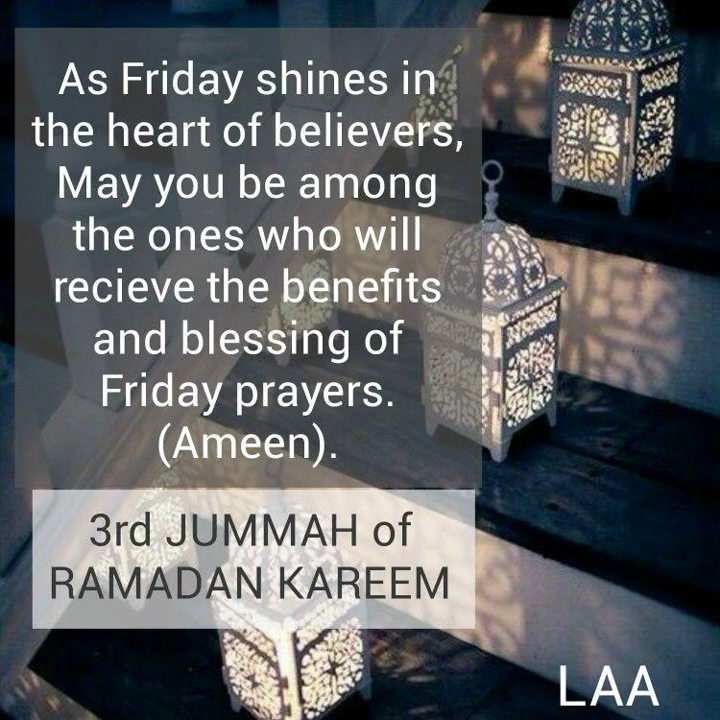 As Friday shines in
the heart of believers,
May you be among
the ones who will
recieve the benefits
and blessing of
Friday prayers.
(Ameen).
3rd JUMMAH of
RAMADAN KAREEM
LAA